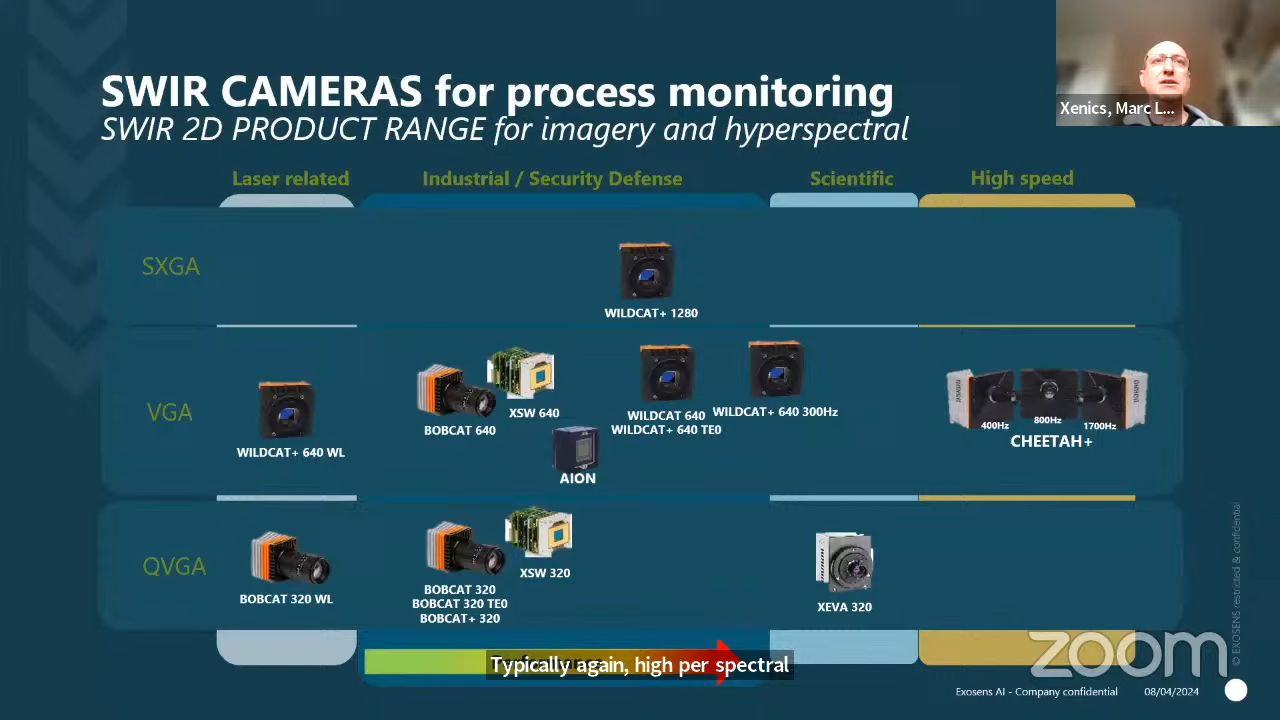 SWIR CAMERAS for process monitoring
SWIR 2D PRODUCT RANGE for imagery and hyperspectral
Xenics, Marc L...
Laser related
Industrial / Security Defense
Scientific
High speed
SXGA
WILDCAT+ 1280
VGA
WILDCAT+ 640 WL
BOBCAT 640
XSW 640
AION
WILDCAT 640
WILDCAT+ 640 TE0
WILDCAT+ 640 300Hz
400Hz
800Hz
1700Hz
CHEETAH+
QVGA
BOBCAT 320 WL
BOBCAT 320
BOBCAT 320 TE0
BOBCAT+ 320
XSW 320
XEVA 320
Typically again, high per spectral
zoom
© EXOSENS restricted & confidential
Exosens AI - Company confidential
08/04/2024